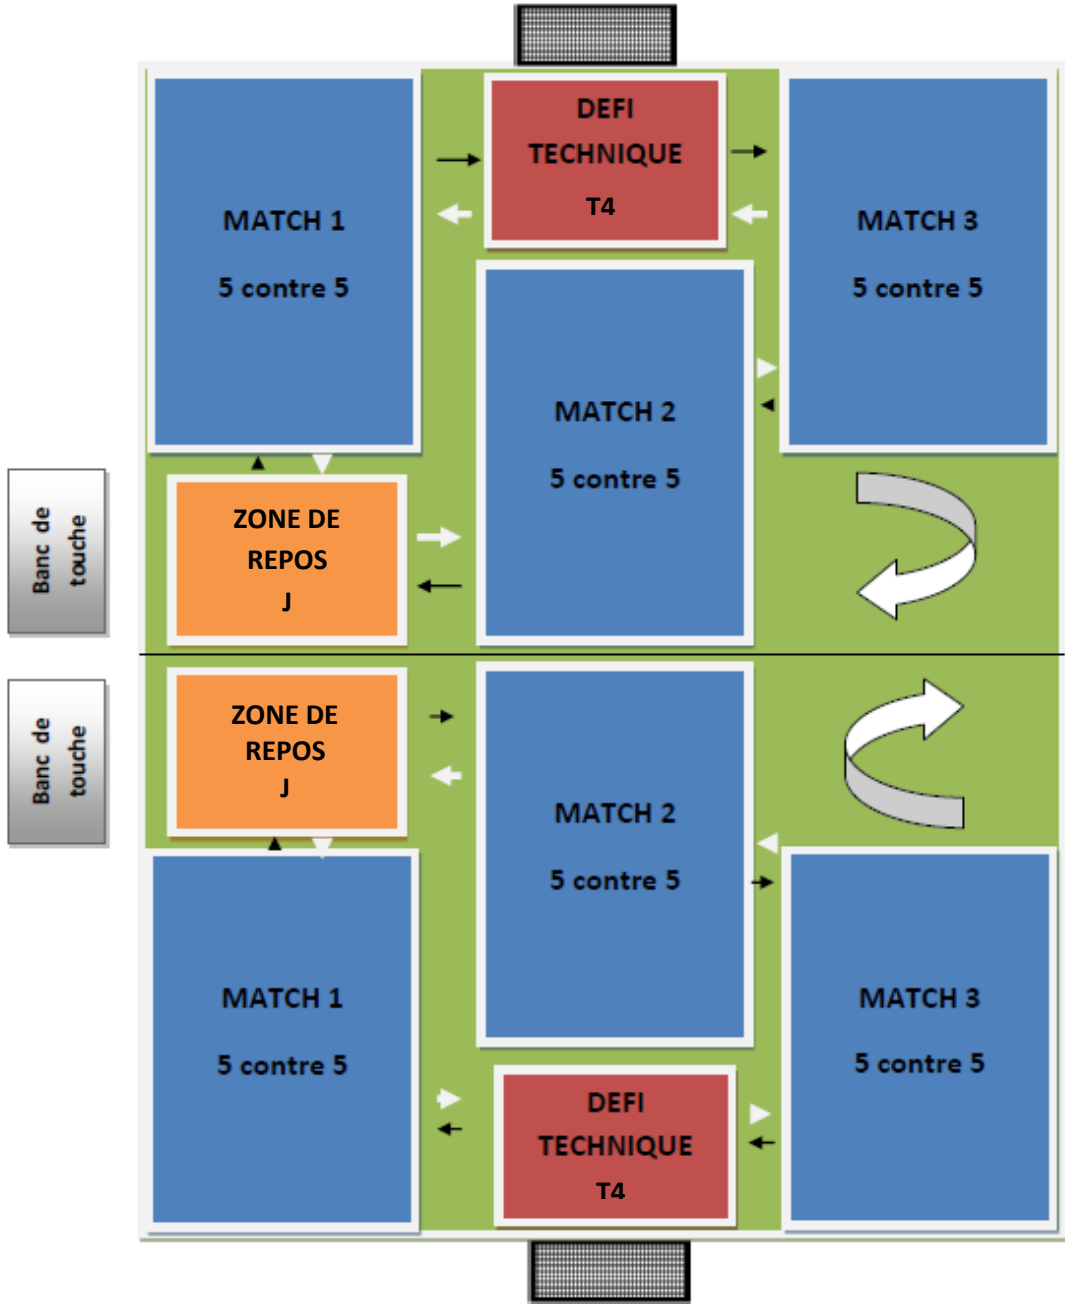 DEFI
TECHNIQUE
T4
MATCH 1
5 contre 5
MATCH 3
5 contre 5
MATCH 2
5 contre 5
Banc de
touche
ZONE DE
REPOS
J
Banc de
touche
ZONE DE
REPOS
J
MATCH 2
5 contre 5
MATCH 1
5 contre 5
MATCH 3
5 contre 5
DEFI
TECHNIQUE
T4